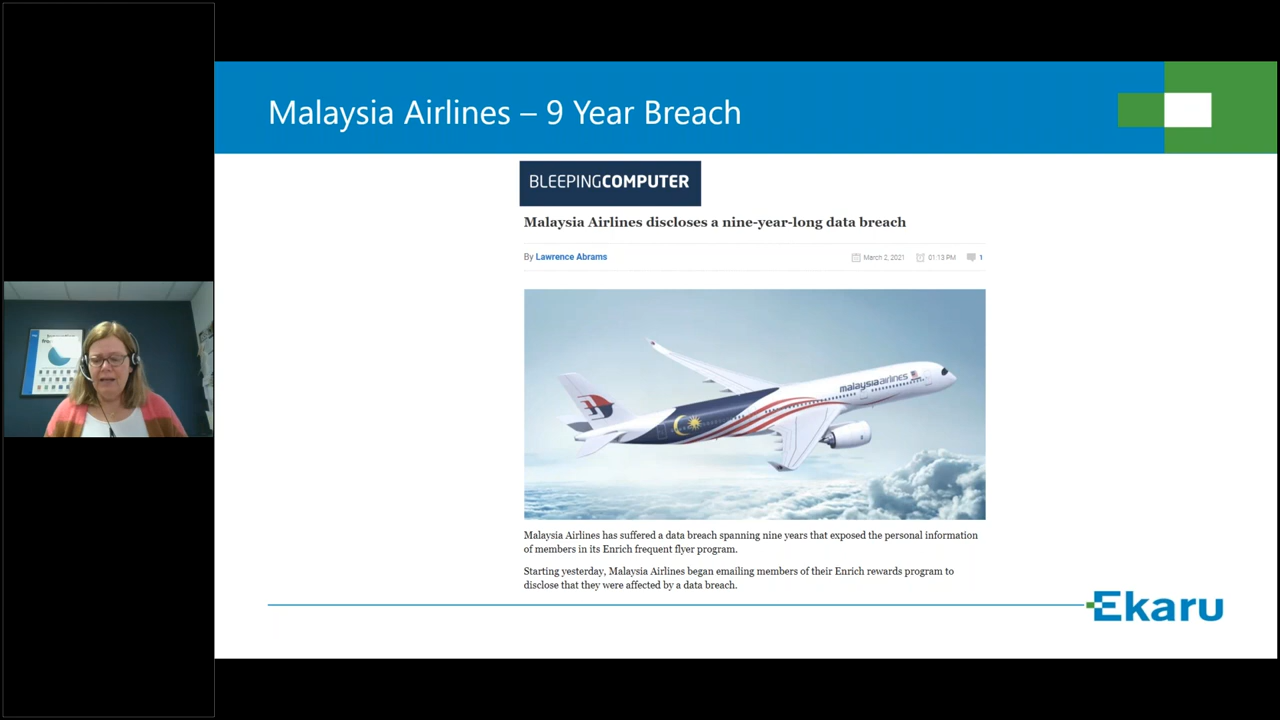 Malaysia Airlines – 9 Year Breach
BLEEPINGCOMPUTER
Malaysia Airlines discloses a nine-year-long data breach
By Lawrence Abrams
March 2, 2021 01:13 PM 1
malaysia airlines
Malaysia Airlines has suffered a data breach spanning nine years that exposed the personal information
of members in its Enrich frequent flyer program.
Starting yesterday, Malaysia Airlines began emailing members of their Enrich rewards program to
disclose that they were affected by a data breach.
Ekaru